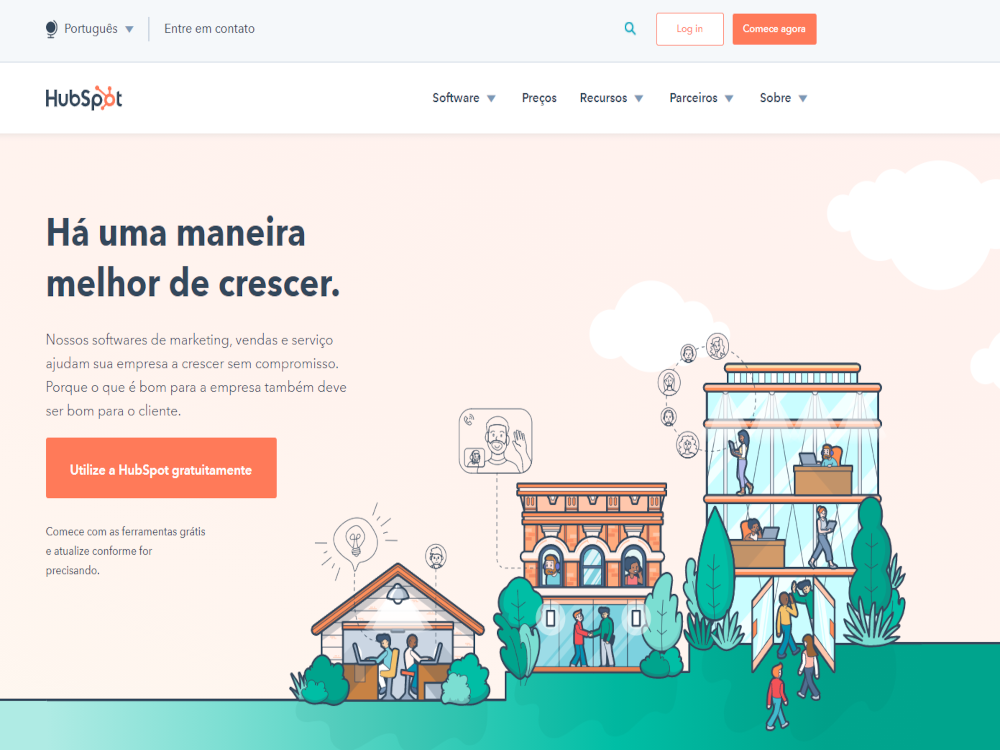 Português
Entre em contato
Log in
Comece agora
HubSpot
Software
Preços
Recursos
Parceiros
Sobre
Há uma maneira
melhor de crescer.
Nossos softwares de marketing, vendas e serviço
ajudam sua empresa a crescer sem compromisso.
Porque o que é bom para a empresa também deve
ser bom para o cliente.
Utilize a HubSpot gratuitamente
Comece com as ferramentas grátis
e atualize conforme for
precisando.